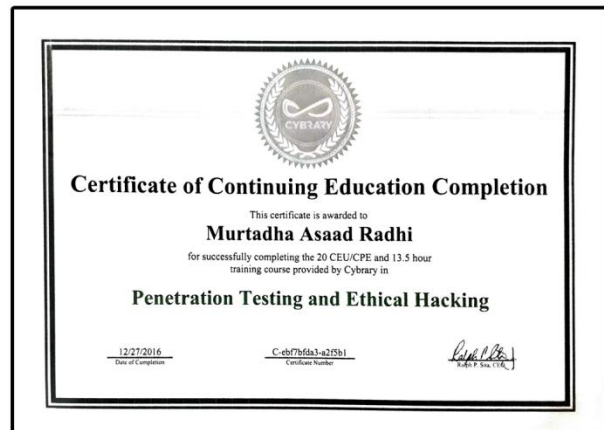 CYBRARY
Certificate of Continuing Education Completion
This certificate is awarded to
Murtadha Asaad Radhi
for successfully completing the 20 CEU/CPE and 13.5 hour
training course provided by Cybrary in
Penetration Testing and Ethical Hacking
12/27/2016
Date of Completion
C-ebf7bfda3-a2f5b1
Certificate Number
Ralph P. Sita, CEO